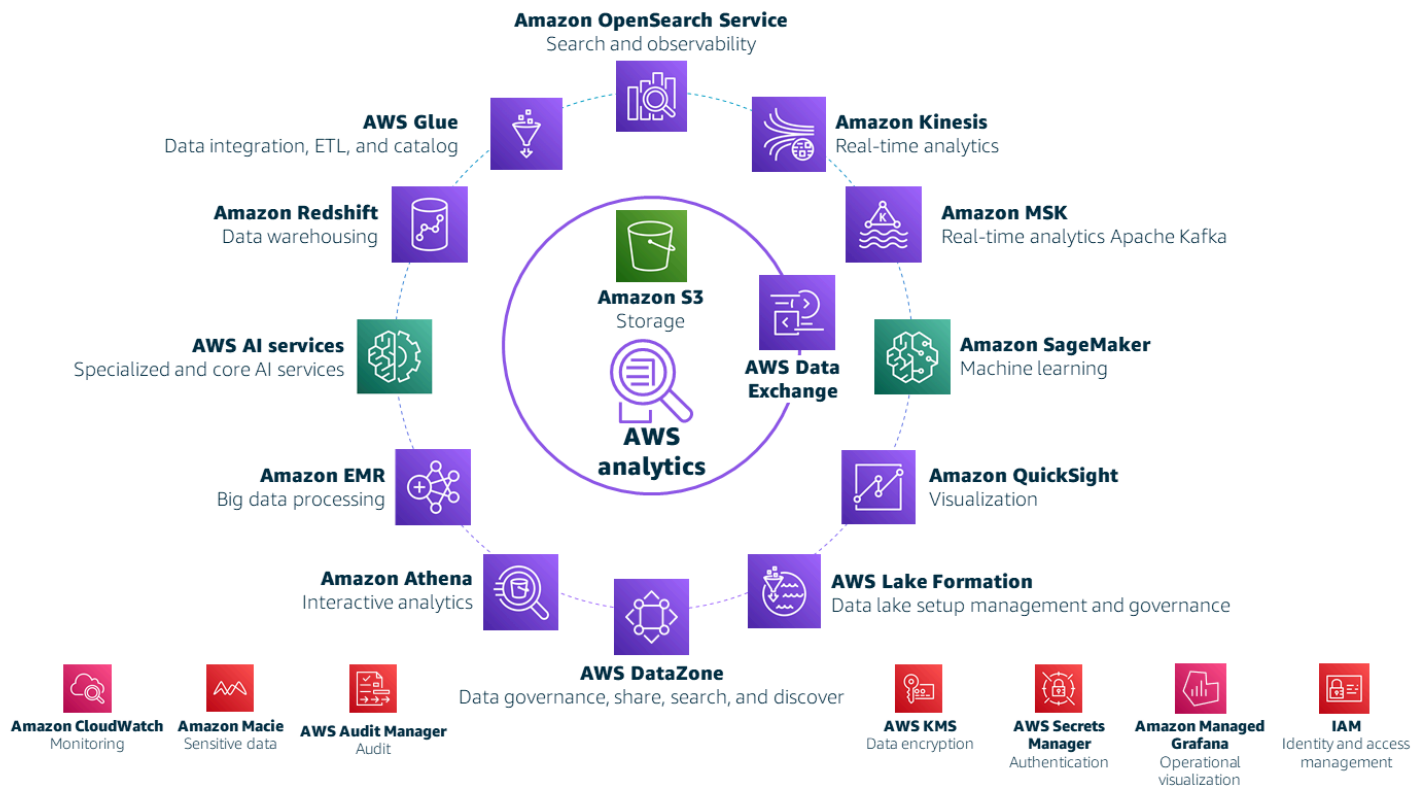 Amazon OpenSearch Service
Search and observability
AWS Glue
Data integration, ETL, and catalog
Amazon Kinesis
Real-time analytics
Amazon Redshift
Data warehousing
Amazon MSK
K
Real-time analytics Apache Kafka
Amazon S3
Storage
AWS AI services
Specialized and core AI services
AWS Data
Exchange
Amazon SageMaker
Machine learning
AWS
analytics
Amazon EMR
Big data processing
Amazon QuickSight
Visualization
Amazon Athena
Interactive analytics
AWS Lake Formation
Data lake setup management and governance
AWS DataZone
Data governance, share, search, and discover
Amazon CloudWatch
Monitoring
Amazon Macie
Sensitive data
AWS Audit Manager
Audit
AWS KMS
Data encryption
AWS Secrets
Manager
Authentication
Amazon Managed
Grafana
Operational
visualization
IAM
Identity and access
management